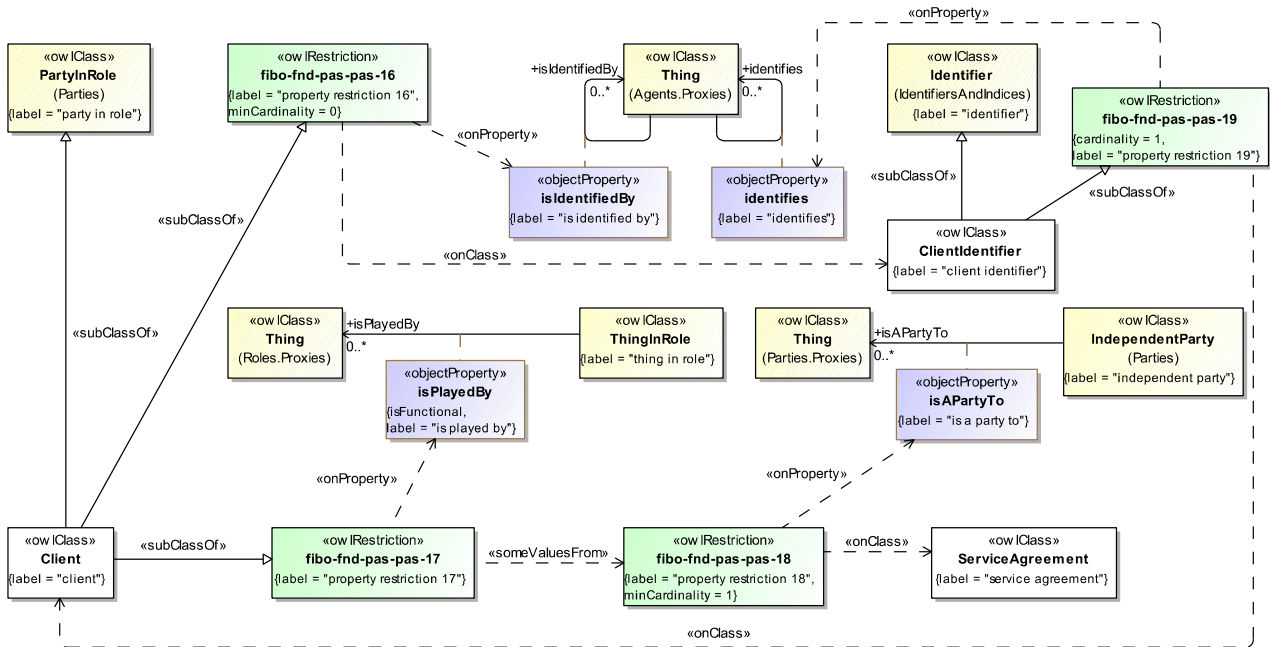 «onProperty»
«owlClass»
PartyInRole
(Parties)
{label = "party in role"}
«owlRestriction»
fibo-fnd-pas-pas-16
{label = "property restriction 16",
minCardinality = 0}
+isIdentifiedBy
0..*
«owlClass»
Thing
(Agents.Proxies)
+identifies
0..*
«owlClass»
Identifier
(IdentifiersAndIndices)
{label = "identifier"}
«owlRestriction»
fibo-fnd-pas-pas-19
{cardinality = 1,
label = "property restriction 19"}
«onProperty»
«objectProperty»
isIdentifiedBy
{label = "is identified by"}
«objectProperty»
identifies
{label = "identifies"}
«subClassOf»
«subClassOf»
«subClassOf»
«onClass»
«owlClass»
ClientIdentifier
{label = "client identifier"}
«subClassOf»
«owlClass»
Thing
(Roles.Proxies)
+isPlayedBy
0..*
«owlClass»
ThingInRole
{label = "thing in role"}
«owlClass»
Thing
(Parties.Proxies)
+isAPartyTo
0..*
«owlClass»
IndependentParty
(Parties)
{label = "independent party"}
«objectProperty»
isPlayedBy
{isFunctional,
label = "is played by"}
«objectProperty»
isAPartyTo
{label = "is a party to"}
«onProperty»
«onProperty»
«owlClass»
Client
{label = "client"}
«subClassOf»
«owlRestriction»
fibo-fnd-pas-pas-17
{label = "property restriction 17"}
«someValuesFrom»
«owlRestriction»
fibo-fnd-pas-pas-18
{label = "property restriction 18",
minCardinality = 1}
«onClass»
«owlClass»
ServiceAgreement
{label = "service agreement"}
«onClass»